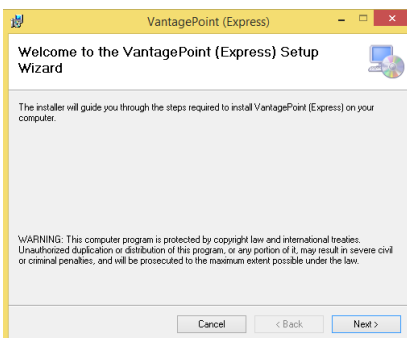 VantagePoint (Express)
Welcome to the VantagePoint (Express) Setup
Wizard
The installer will guide you through the steps required to install VantagePoint (Express) on your
computer.
WARNING: This computer program is protected by copyright law and international treaties.
Unauthorized duplication or distribution of this program, or any portion of it, may result in severe civil
or criminal penalties, and will be prosecuted to the maximum extent possible under the law.
Cancel < Back Next >